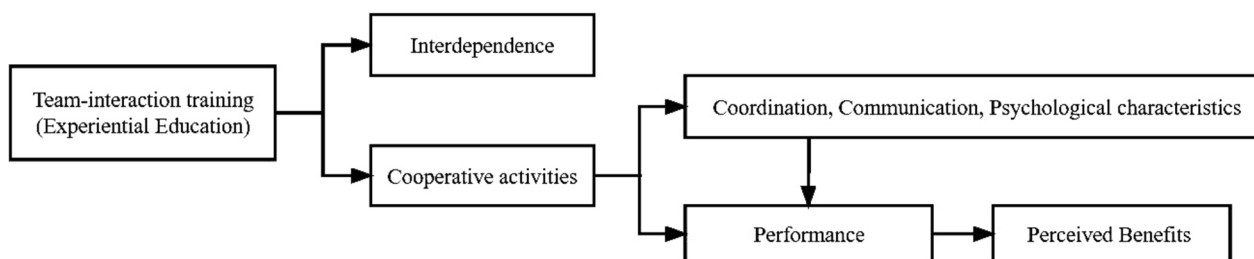 Team-interaction training
(Experiential Education)
Interdependence
Cooperative activities
Coordination, Communication, Psychological characteristics
Performance
Perceived Benefits